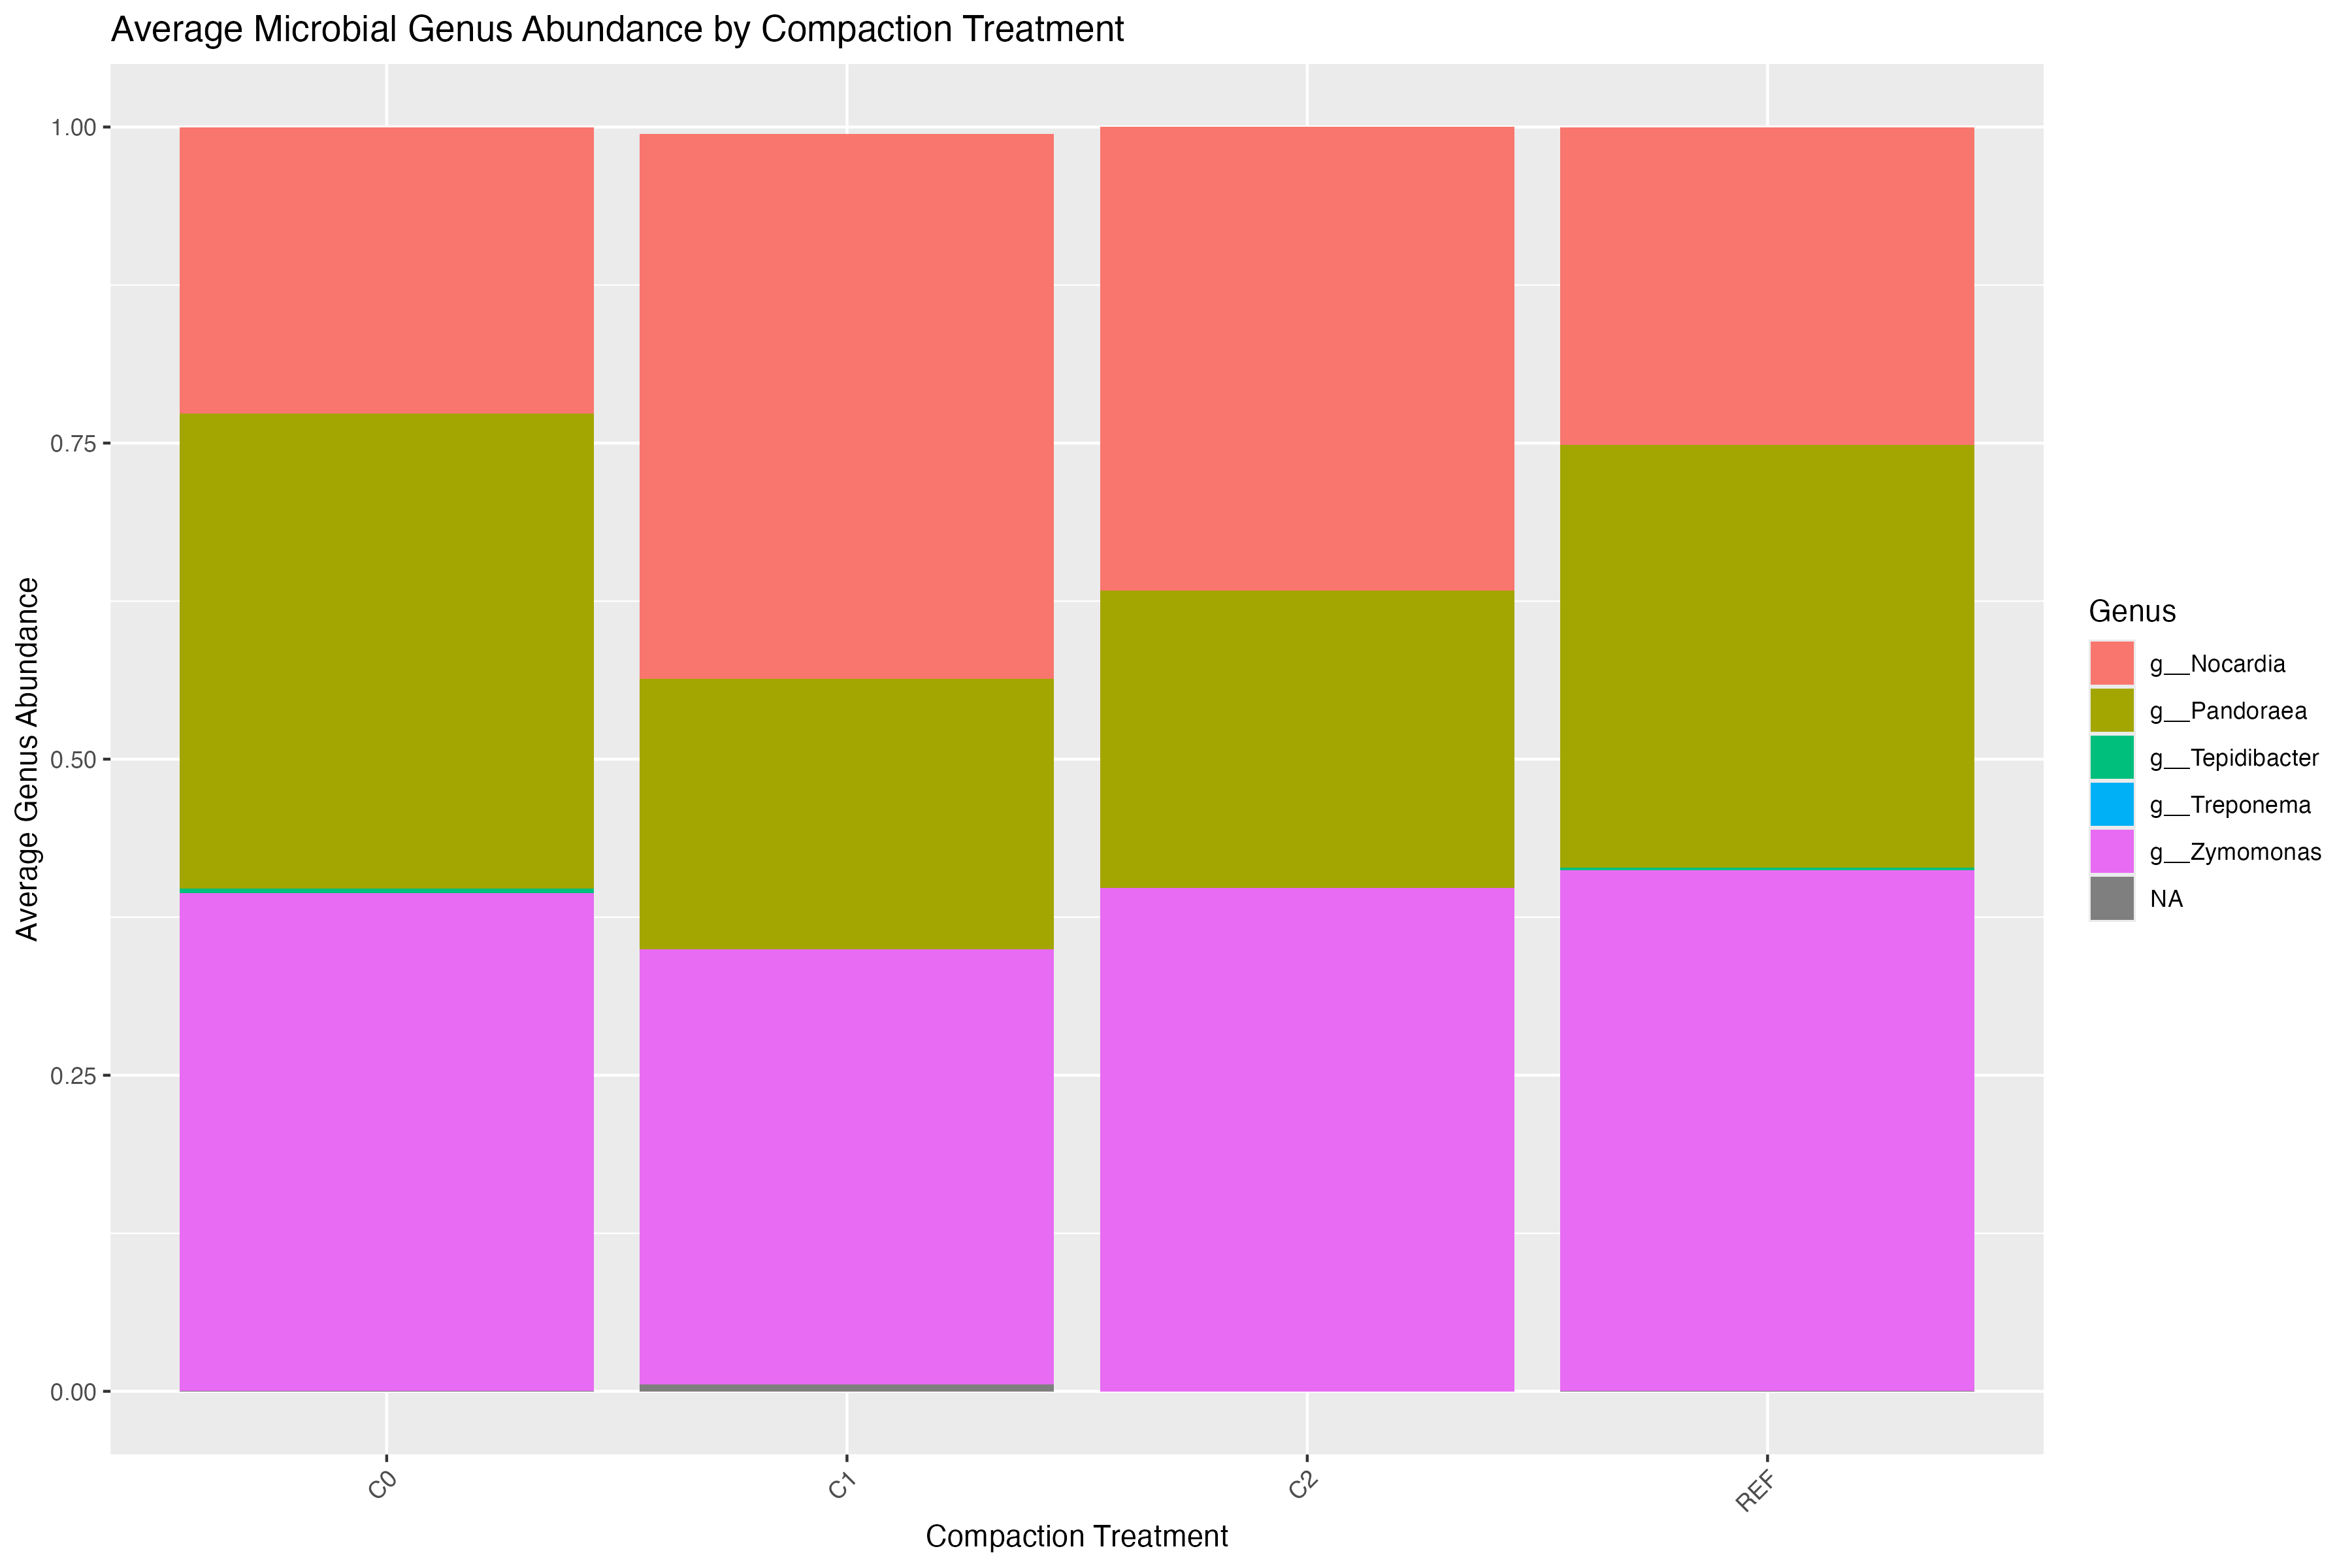 Average Microbial Genus Abundance by Compaction Treatment
Average Genus Abundance
1.00
0.75
0.50
0.25
0.00
C0
C1
C2
REF
Compaction Treatment
Genus
g__Nocardia
g__Pandoraea
g__Tepidibacter
g__Treponema
g__Zymomonas
NA